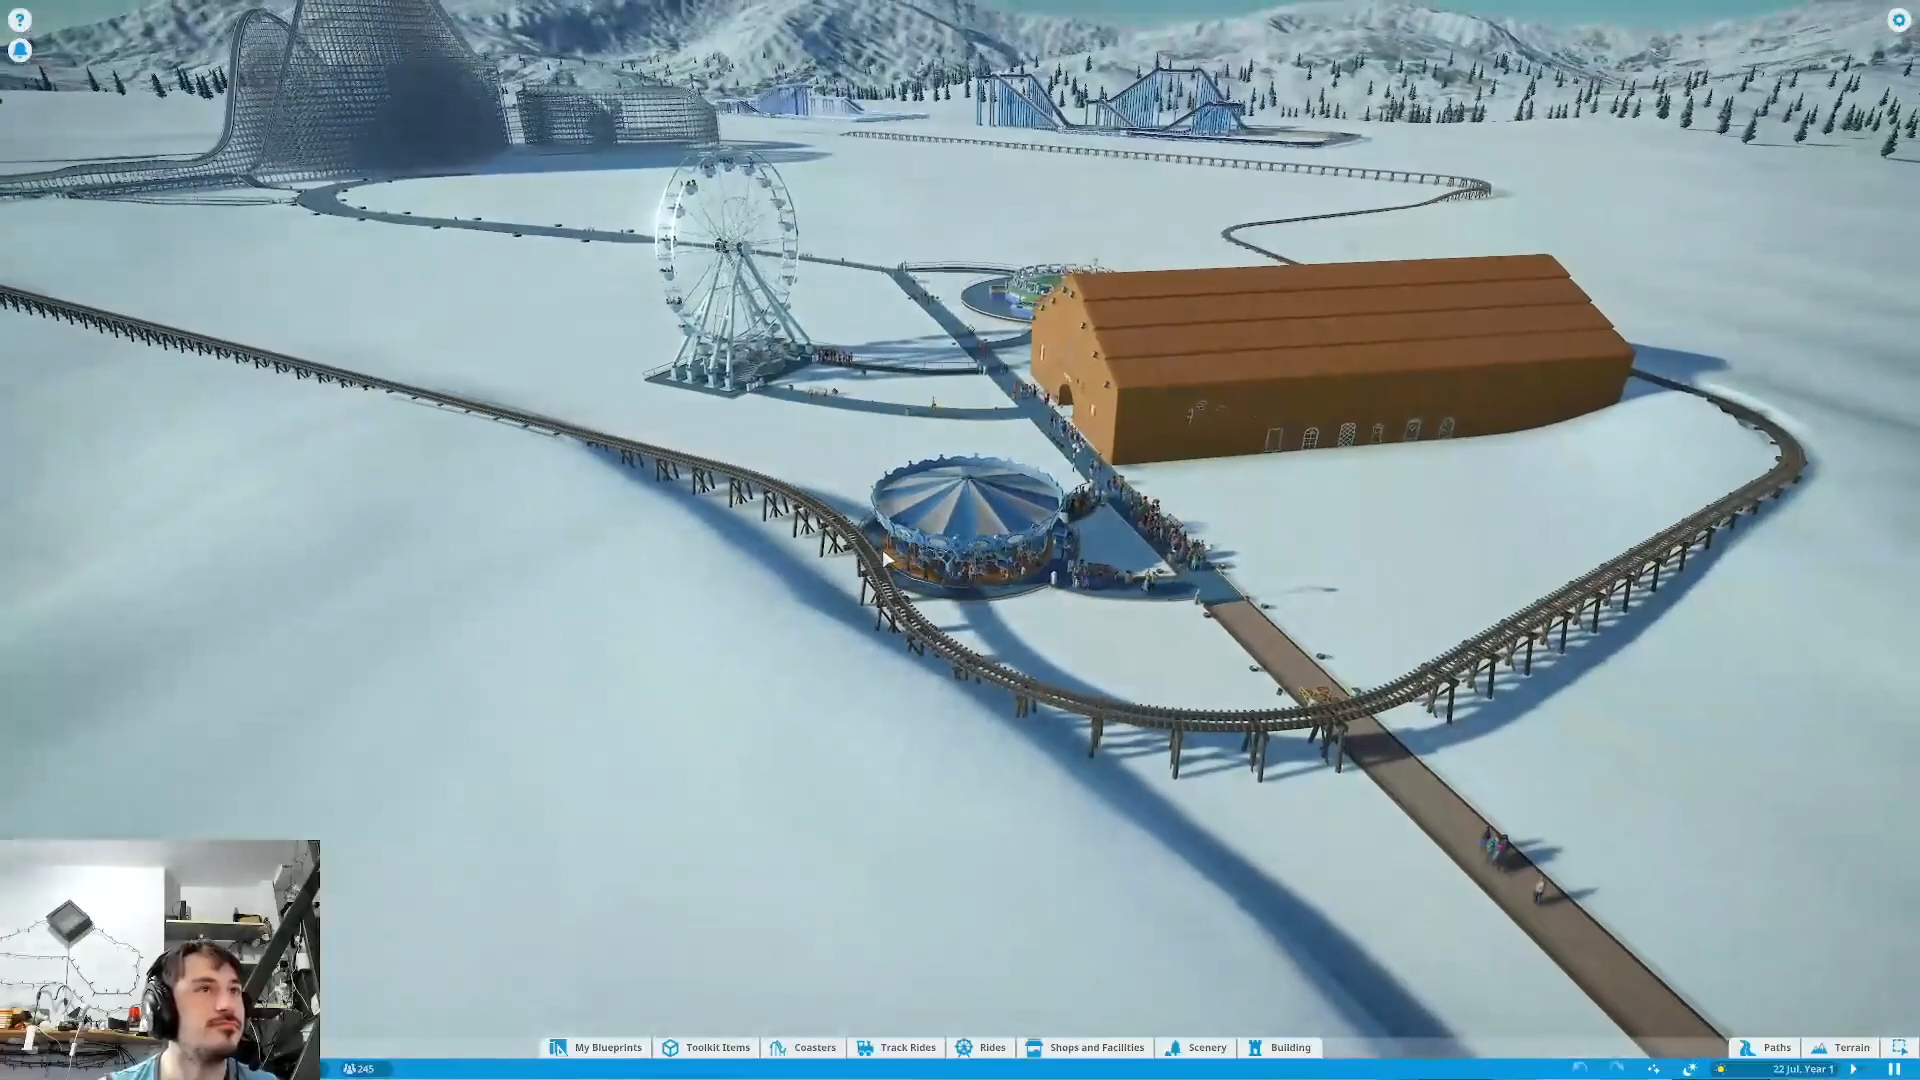 ?
My Blueprints
Toolkit Items
Coasters
Track Rides
Rides
Shops and Facilities
Scenery
Building
Paths
Terrain
245
22 Jul, Year 1